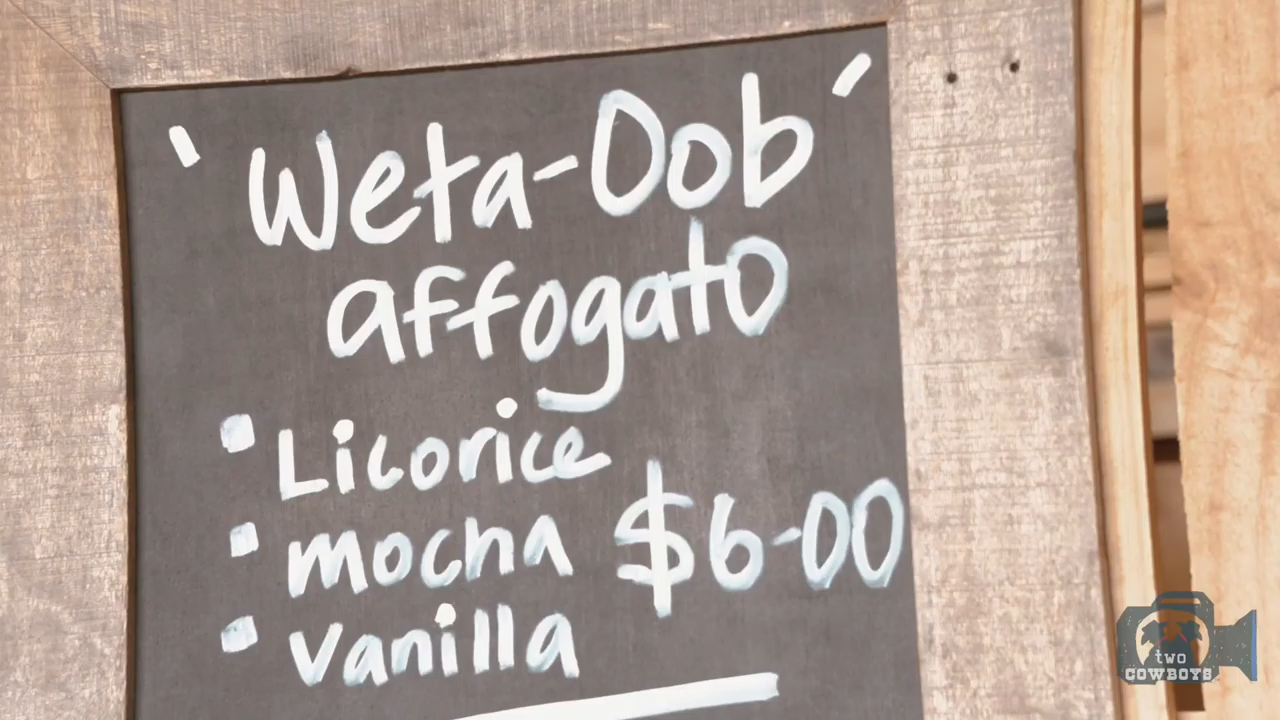 'Weta-Oob'
affogato
▪ Licorice
▪ mocha $6-00
▪ vanilla
two
COWBOYS